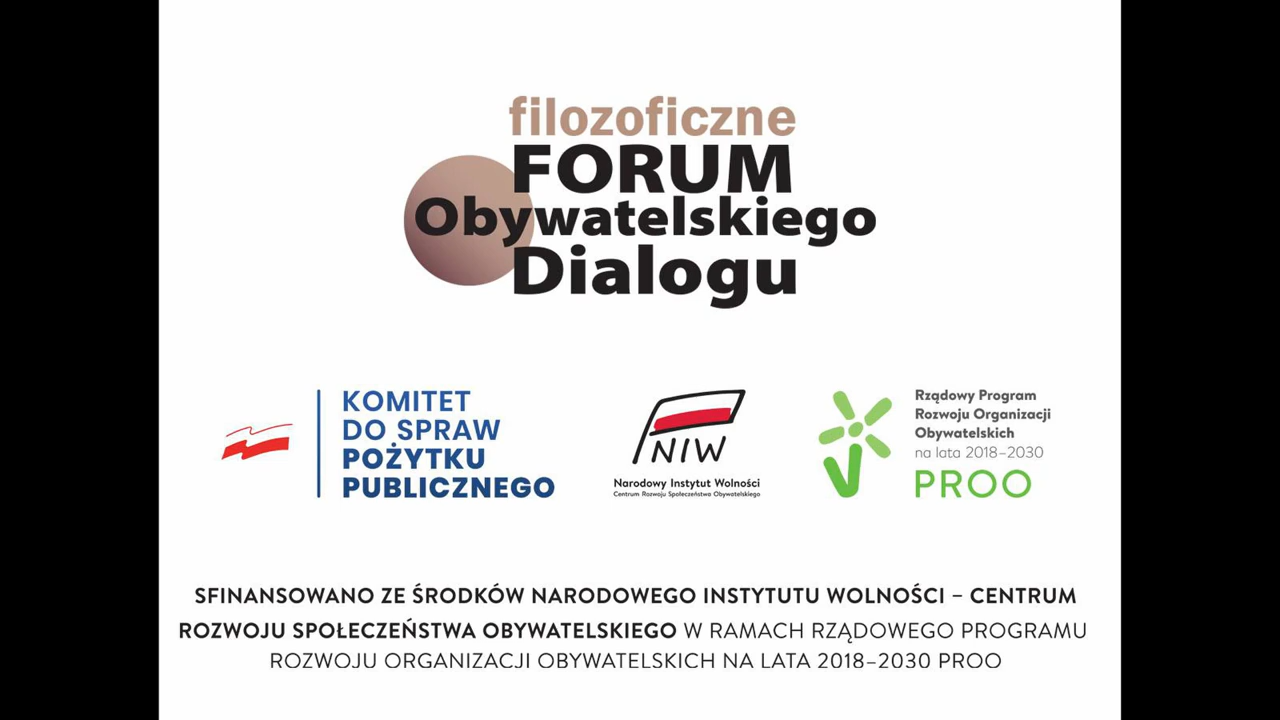 filozoficzne
FORUM
Obywatelskiego
Dialogu
KOMITET
DO SPRAW
POŻYTKU
PUBLICZNEGO
NIW
Narodowy Instytut Wolności
Centrum Rozwoju Społeczeństwa Obywatelskiego
Rządowy Program
Rozwoju Organizacji
Obywatelskich
na lata 2018–2030
PROO
SFINANSOWANO ZE ŚRODKÓW NARODOWEGO INSTYTUTU WOLNOŚCI – CENTRUM
ROZWOJU SPOŁECZEŃSTWA OBYWATELSKIEGO W RAMACH RZĄDOWEGO PROGRAMU
ROZWOJU ORGANIZACJI OBYWATELSKICH NA LATA 2018–2030 PROO